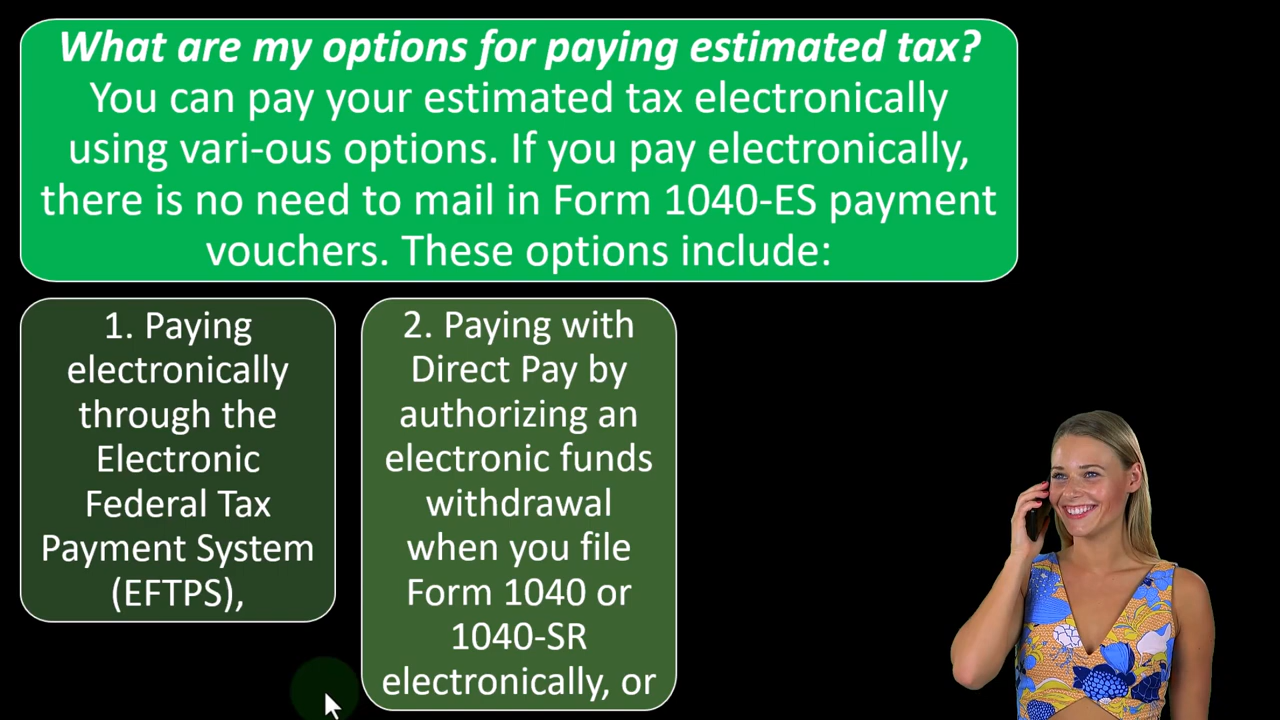 What are my options for paying estimated tax?
You can pay your estimated tax electronically
using vari-ous options. If you pay electronically,
there is no need to mail in Form 1040-ES payment
vouchers. These options include:
1. Paying
electronically
through the
Electronic
Federal Tax
Payment System
(EFTPS),
2. Paying with
Direct Pay by
authorizing an
electronic funds
withdrawal
when you file
Form 1040 or
1040-SR
electronically, or